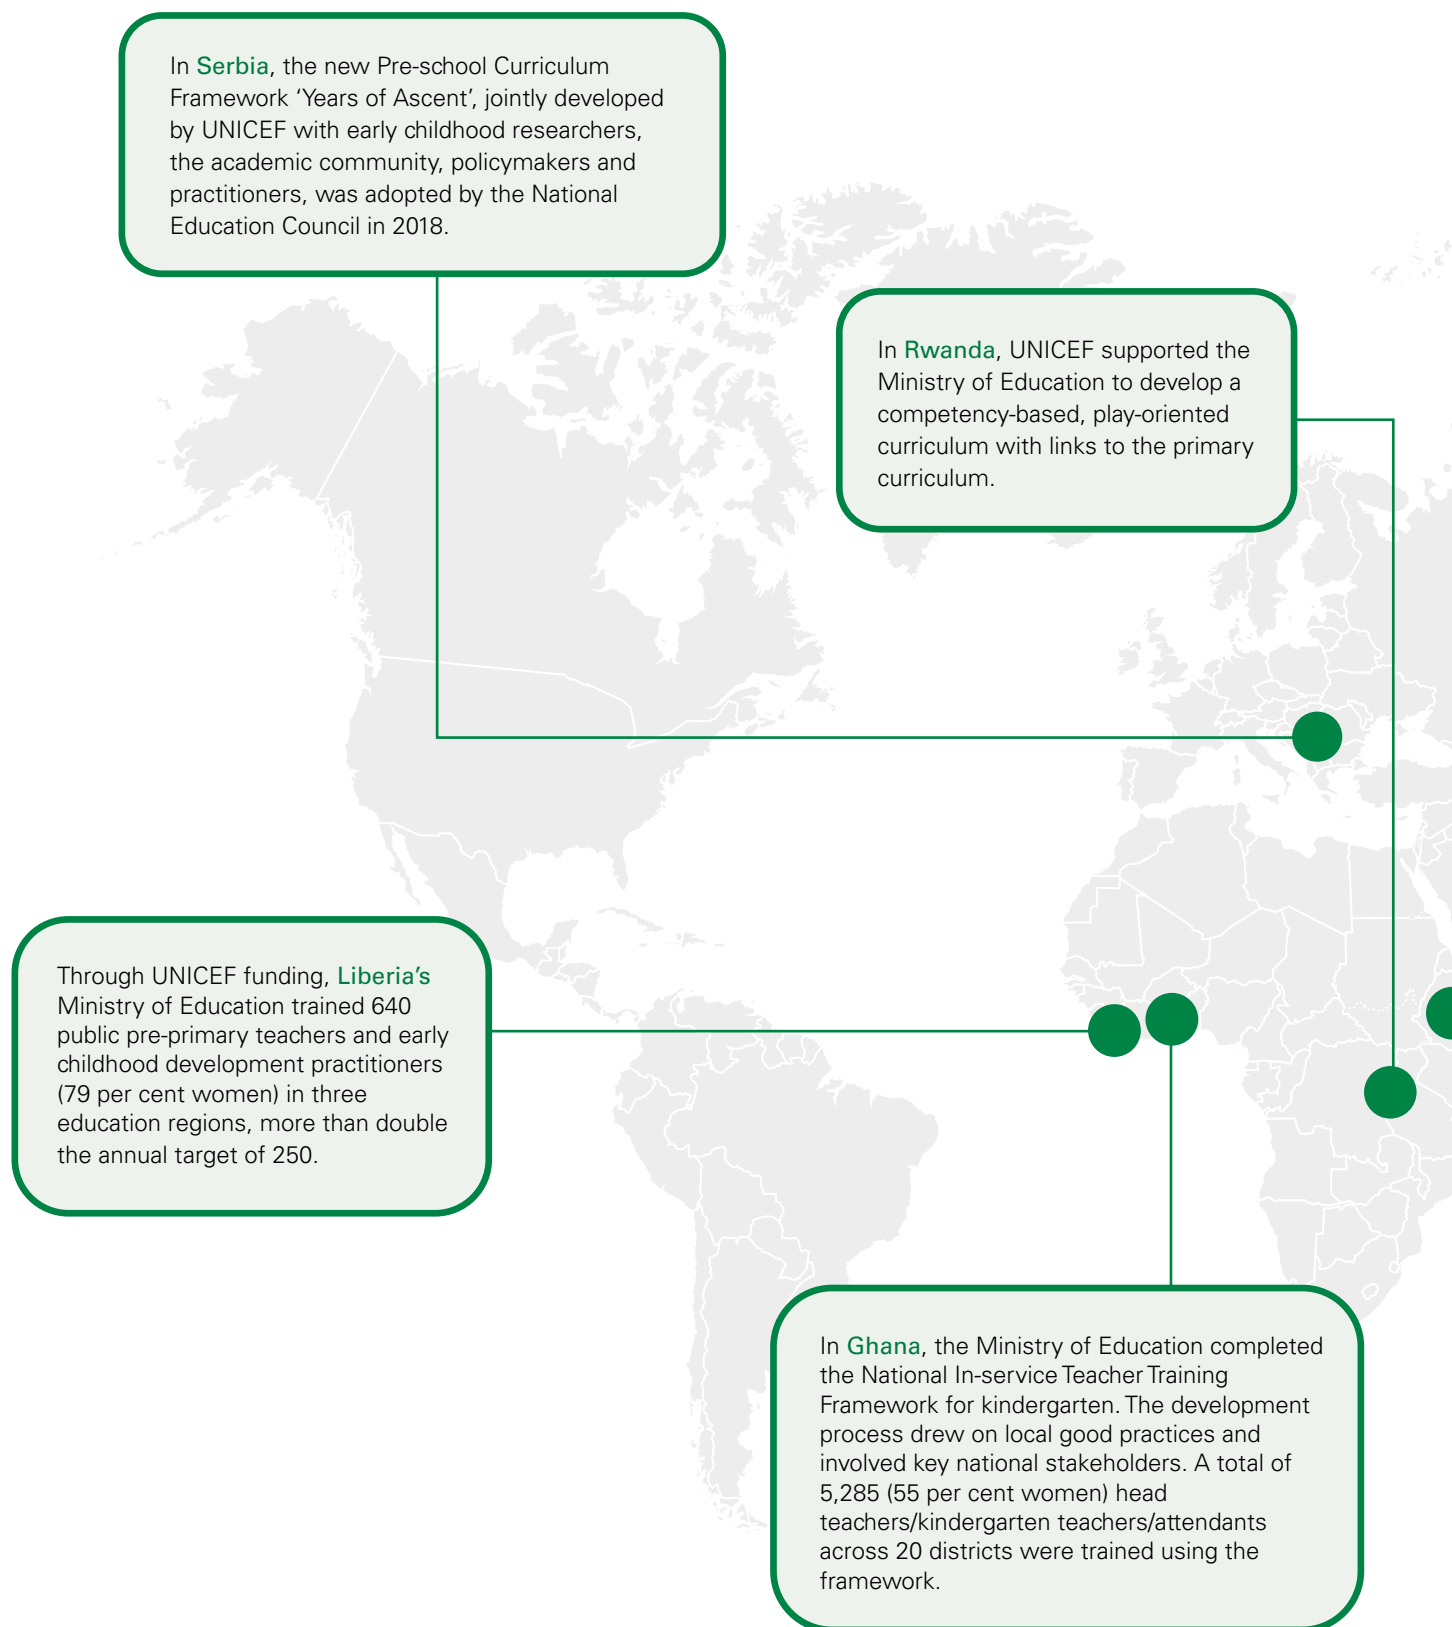 In Serbia, the new Pre-school Curriculum
Framework ‘Years of Ascent’, jointly developed
by UNICEF with early childhood researchers,
the academic community, policymakers and
practitioners, was adopted by the National
Education Council in 2018.
In Rwanda, UNICEF supported the
Ministry of Education to develop a
competency-based, play-oriented
curriculum with links to the primary
curriculum.
Through UNICEF funding, Liberia’s
Ministry of Education trained 640
public pre-primary teachers and early
childhood development practitioners
(79 per cent women) in three
education regions, more than double
the annual target of 250.
In Ghana, the Ministry of Education completed
the National In-service Teacher Training
Framework for kindergarten. The development
process drew on local good practices and
involved key national stakeholders. A total of
5,285 (55 per cent women) head
teachers/kindergarten teachers/attendants
across 20 districts were trained using the
framework.